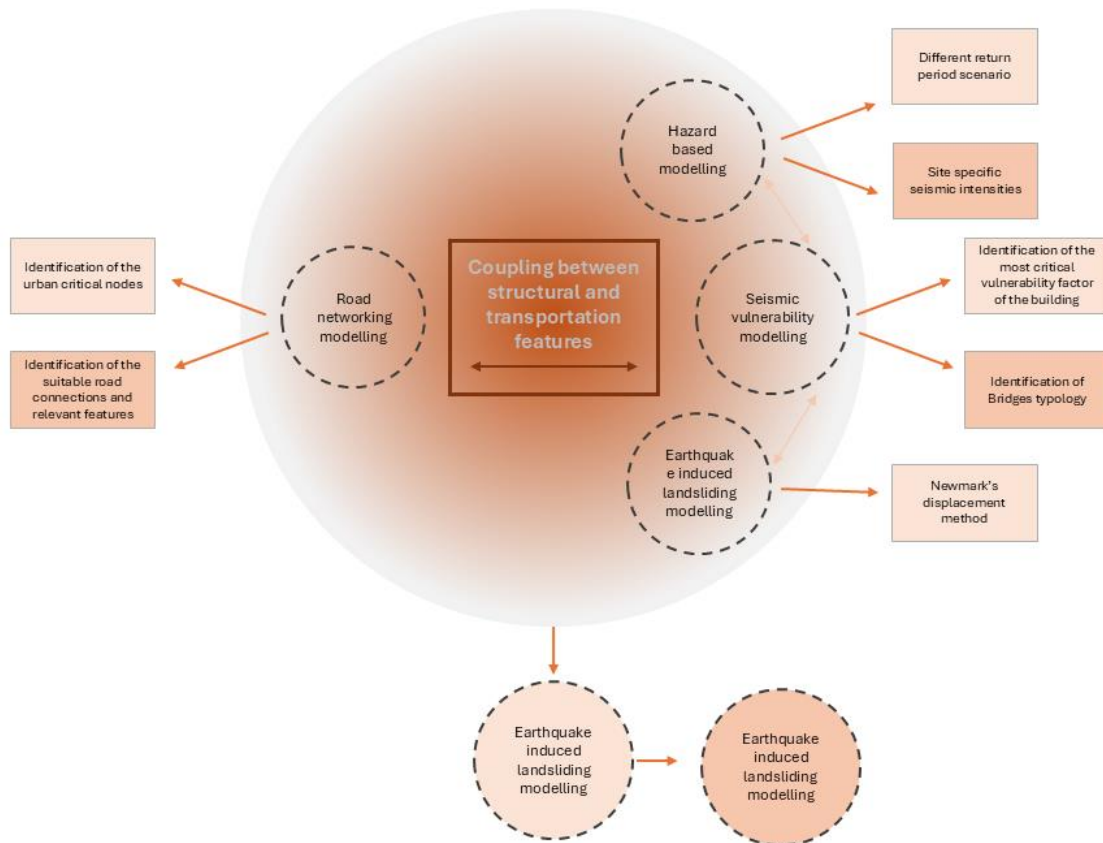 Different return
period scenario
Hazard
based
modelling
Site specific
seismic intensities
Identification of the
urban critical nodes
Road
networking
modelling
Identification of the
suitable road
connections and
relevant features
Coupling between
structural and
transportation
features
Seismic
vulnerability
modelling
Identification of the
most critical
vulnerability factor
of the building
Identification of
Bridges typology
Earthquak
e induced
landsliding
modelling
Newmark's
displacement
method
Earthquake
induced
landsliding
modelling
Earthquake
induced
landsliding
modelling